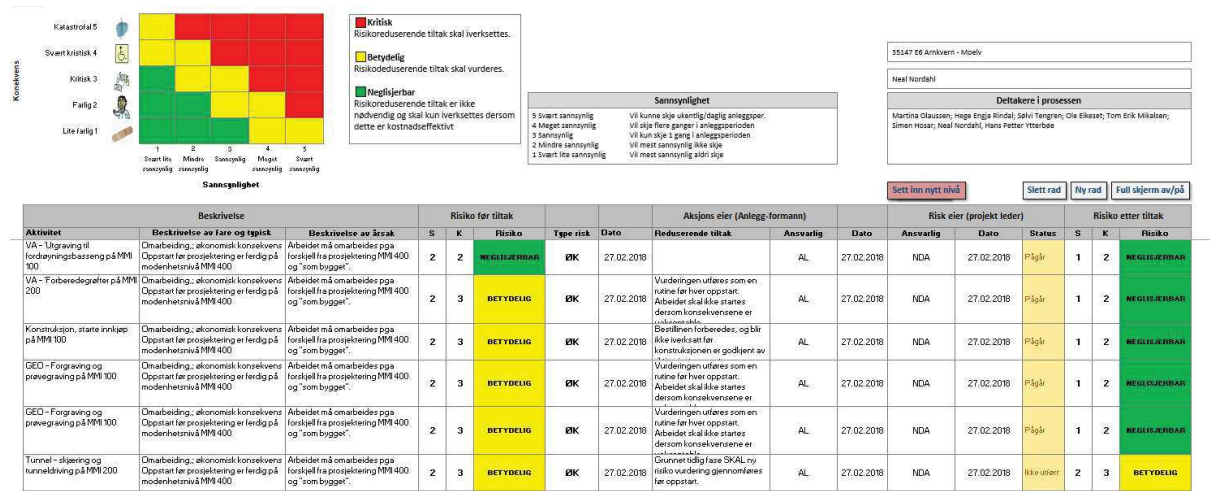 Konekvens
Katastrofal 5
Svært kristisk 4
Kritisk 3
Farlig 2
Lite farlig 1
1 2 3 4 5
Svært lite Mindre Sannsynlig Meget Svært
sannsynlig sannsynlig sannsynlig sannsynlig
Sannsynlighet
Kritisk
Risikoreduserende tiltak skal iverksettes.
Betydelig
Risikodeduserende tiltak skal vurderes.
Neglisjerbar
Risikoreduserende tiltak er ikke
nødvendig og skal kun iverksettes dersom
dette er kostnadseffektivt
Sannsynlighet
5 Svært sannsynlig Vil kunne skje ukentlig/daglig anleggsper.
4 Meget sannsynlig Vil skje flere ganger i anleggsperioden
3 Sannsynlig Vil kun skje 1 gang i anleggsperioden
2 Mindre sannsynlig Vil mest sannsynlig ikke skje
1 Svært lite sannsynlig Vil mest sannsynlig aldri skje
35147 E6 Arnkvern - Moelv
Neal Nordahl
Deltakere i prosessen
Martina Olaussen; Hege Engja Rindal; Sølvi Tengren; Ole Eikeset; Tom Erik Mikalsen;
Simen Hosar; Neal Nordahl, Hans Petter Ytterbøe
Sett inn nytt nivå Slett rad Ny rad Full skjerm av/på
Beskrivelse Risiko før tiltak Aksjons eier (Anlegg-formann) Risk eier (projekt leder) Risiko etter tiltak
Aktivitet Beskrivelse av fare og typisk Beskrivelse av årsak S K Risiko Type risk Dato Reduserende tiltak Ansvarlig Dato Ansvarlig Dato Status S K Risiko
VA - 'Utgraving til Omarbeiding,; økonomisk konsekvens Arbeidet må omarbeides pga
fordrøyningsbasseng på MMI Oppstart før prosjektering er ferdig på forskjell fra prosjektering MMI 400 2 2 NEGLISJERBAR ØK 27.02.2018 AL 27.02.2018 NDA 27.02.2018 Pågår 1 2 NEGLISJERBAR
100 modenhetsnivå MMI 400 og "som bygget".
VA - 'Forberedegrøfter på MMI Omarbeiding,; økonomisk konsekvens Arbeidet må omarbeides pga Vurderingen utføres som en
200 Oppstart før prosjektering er ferdig på forskjell fra prosjektering MMI 400 rutine før hver oppstart.
modenhetsnivå MMI 400 og "som bygget". 2 3 BETYDELIG ØK 27.02.2018 Arbeidet skal ikke startes AL 27.02.2018 NDA 27.02.2018 Pågår 1 2 NEGLISJERBAR
dersom konsekvensene er
Konstruksjon, starte innkjøp Omarbeiding,; økonomisk konsekvens Arbeidet må omarbeides pga Bestillinen forberedes, og blir
på MMI 100 Oppstart før prosjektering er ferdig på forskjell fra prosjektering MMI 400 ikke iverksatt før
modenhetsnivå MMI 400 og "som bygget". 2 3 BETYDELIG ØK 27.02.2018 konstruksjonen er godkjent av AL 27.02.2018 NDA 27.02.2018 Pågår 1 2 NEGLISJERBAR
GEO - Forgraving og Omarbeiding,; økonomisk konsekvens Arbeidet må omarbeides pga Vurderingen utføres som en
prøvegraving på MMI 100 Oppstart før prosjektering er ferdig på forskjell fra prosjektering MMI 400 rutine før hver oppstart.
modenhetsnivå MMI 400 og "som bygget". 2 3 BETYDELIG ØK 27.02.2018 Arbeidet skal ikke startes AL 27.02.2018 NDA 27.02.2018 Pågår 1 2 NEGLISJERBAR
dersom konsekvensene er
GEO - Forgraving og Omarbeiding,; økonomisk konsekvens Arbeidet må omarbeides pga Vurderingen utføres som en
prøvegraving på MMI 100 Oppstart før prosjektering er ferdig på forskjell fra prosjektering MMI 400 rutine før hver oppstart.
modenhetsnivå MMI 400 og "som bygget". 2 3 BETYDELIG ØK 27.02.2018 Arbeidet skal ikke startes AL 27.02.2018 NDA 27.02.2018 Pågår 1 2 NEGLISJERBAR
dersom konsekvensene er
Tunnel - skjæring og Omarbeiding,; økonomisk konsekvens Arbeidet må omarbeides pga Grunnet tidlig fase SKAL ny
tunneldriving på MMI 200 Oppstart før prosjektering er ferdig på forskjell fra prosjektering MMI 400 2 3 BETYDELIG ØK 27.02.2018 risiko vurdering gjennomføres AL 27.02.2018 NDA 27.02.2018 Ikke utført 2 3 BETYDELIG
modenhetsnivå MMI 400 og "som bygget". før oppstart.